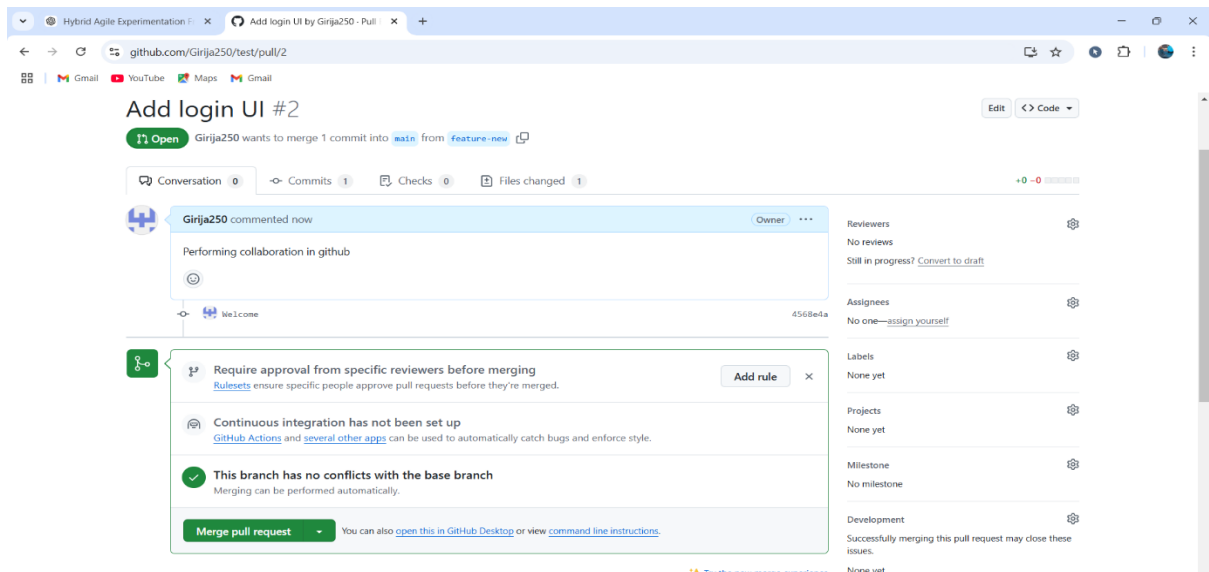 Hybrid Agile Experimentation F
Add login UI by Girija250 · Pull
github.com/Girija250/test/pull/2
Gmail YouTube Maps Gmail
Add login UI #2
Edit <> Code
Open Girija250 wants to merge 1 commit into main from feature-new
Conversation 0 Commits 1 Checks 0 Files changed 1
+0 −0
Girija250 commented now Owner ...
Performing collaboration in github
Welcome 4568e4a
Require approval from specific reviewers before merging
Rulesets ensure specific people approve pull requests before they're merged.
Add rule
Continuous integration has not been set up
GitHub Actions and several other apps can be used to automatically catch bugs and enforce style.
This branch has no conflicts with the base branch
Merging can be performed automatically.
Merge pull request
You can also open this in GitHub Desktop or view command line instructions.
Reviewers
No reviews
Still in progress? Convert to draft
Assignees
No one—assign yourself
Labels
None yet
Projects
None yet
Milestone
No milestone
Development
Successfully merging this pull request may close these
issues.
None yet